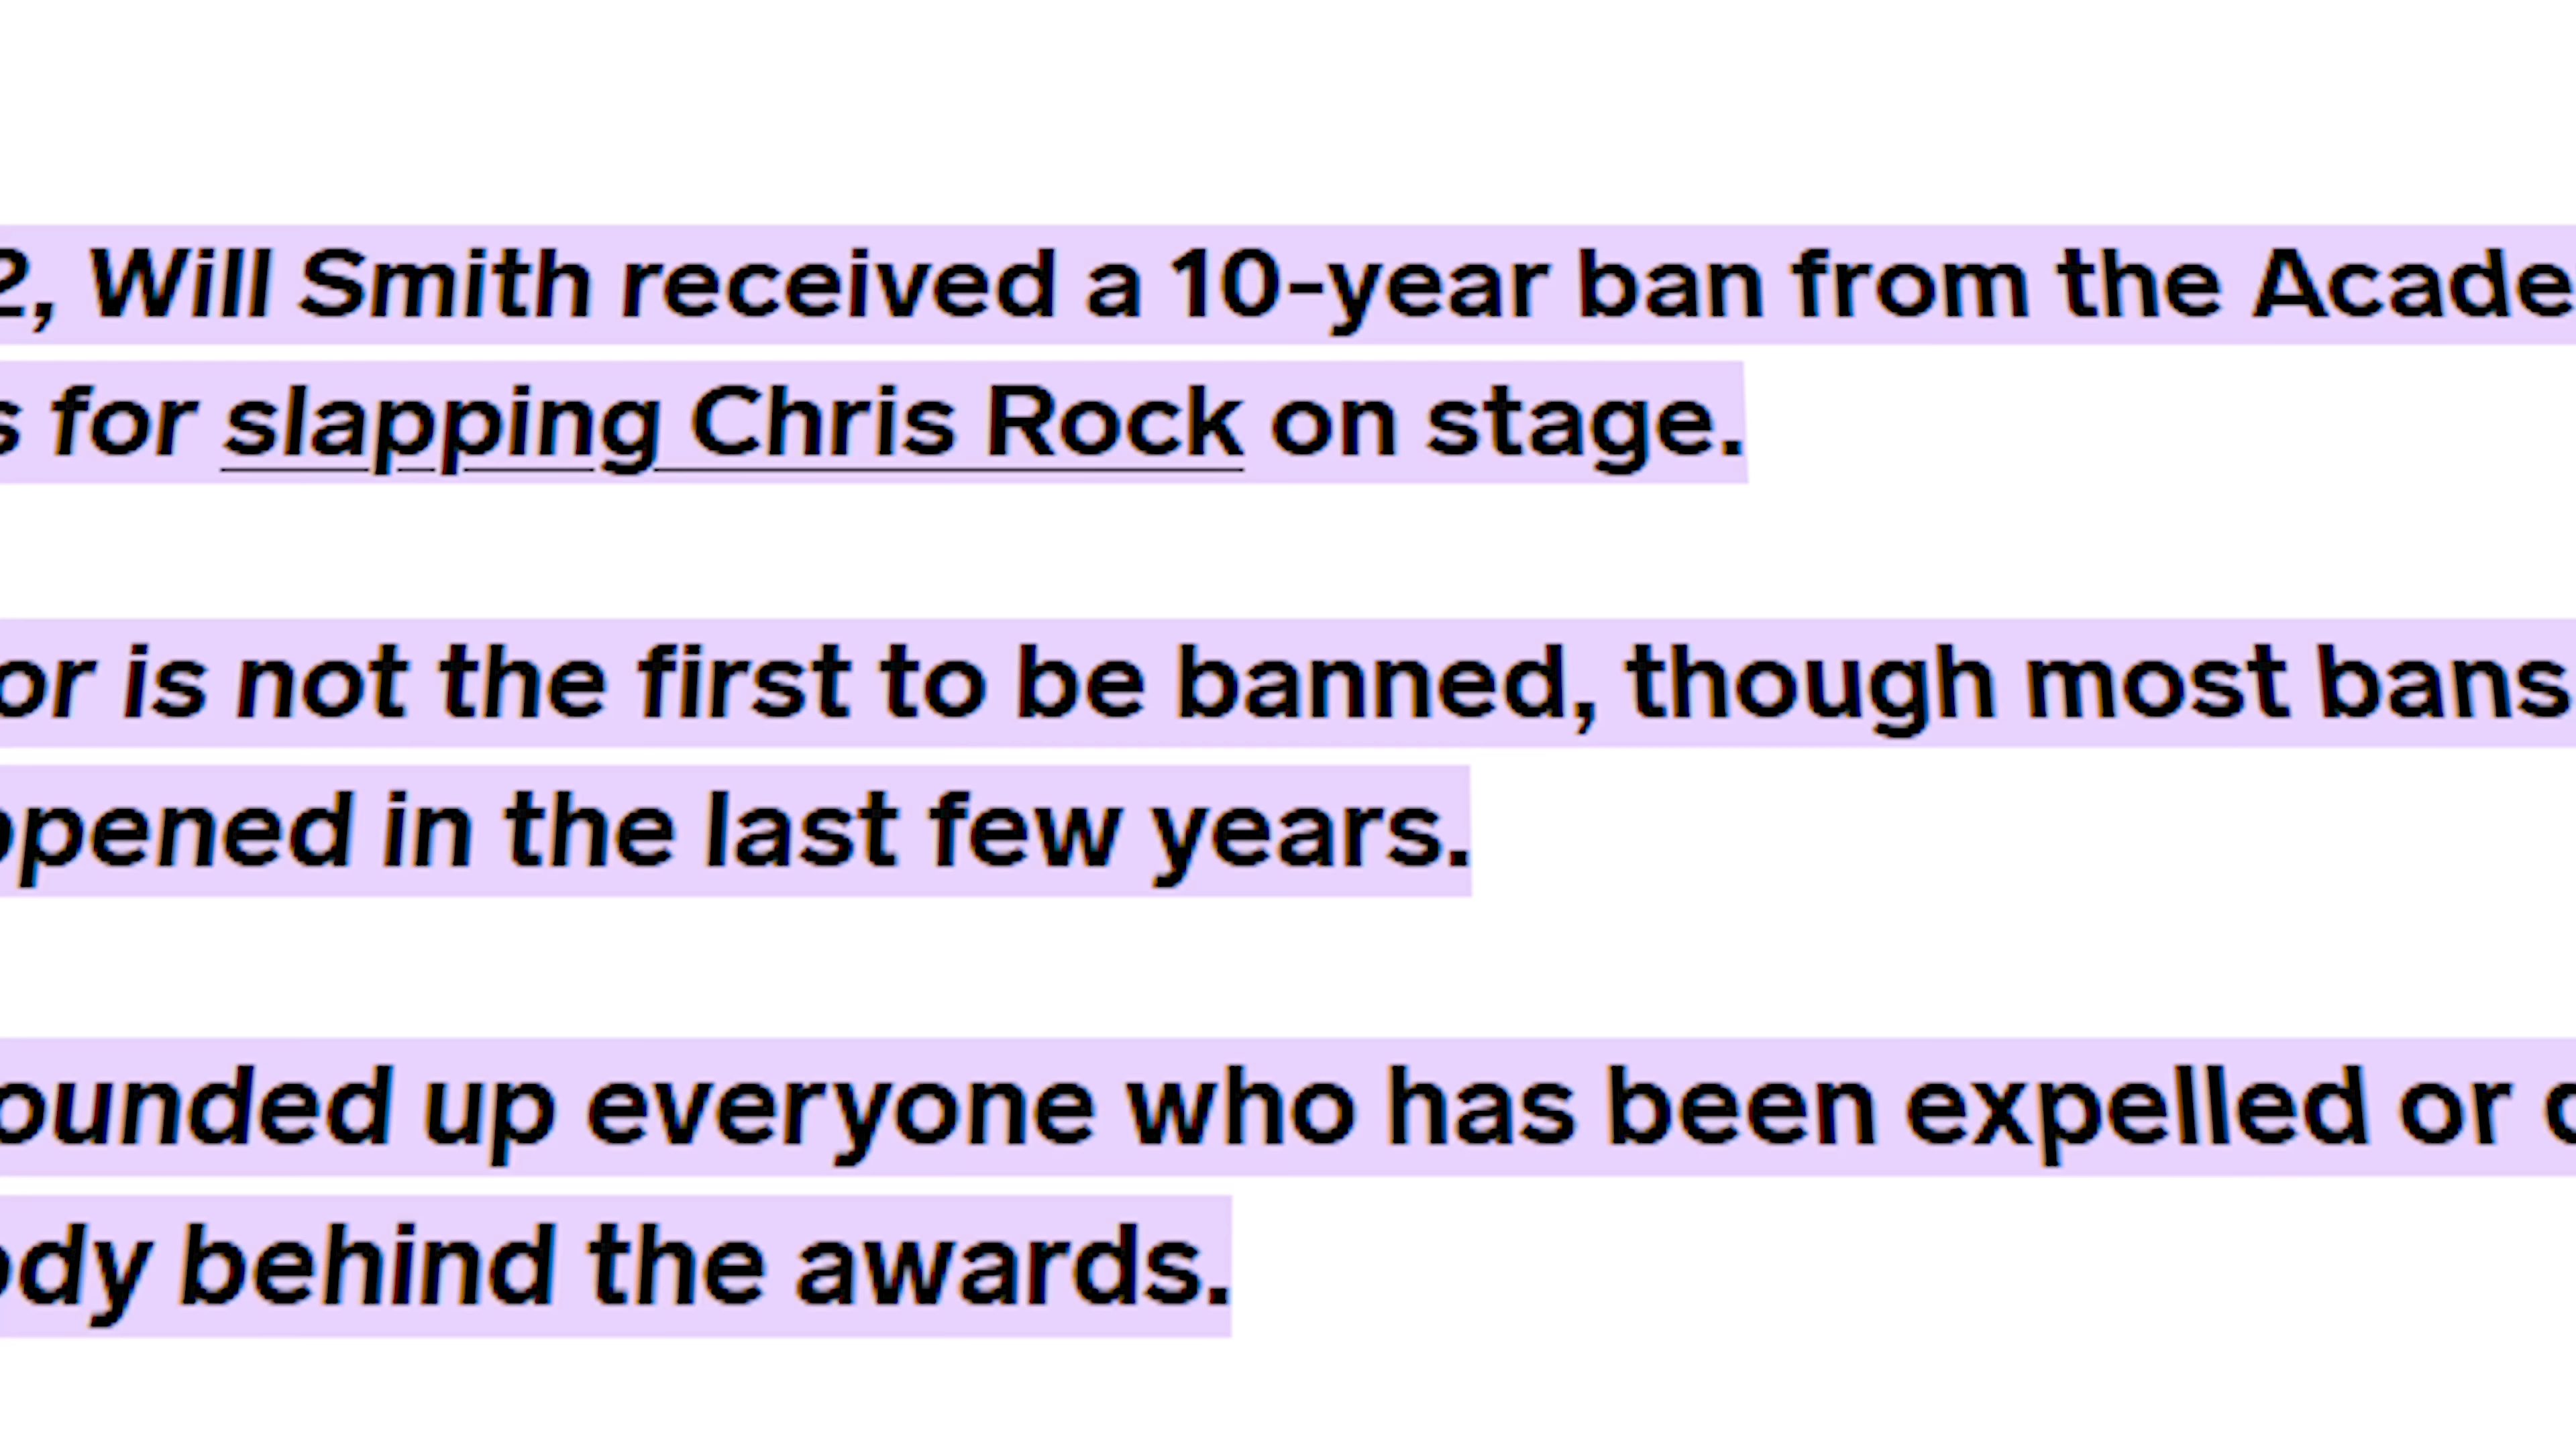 2, Will Smith received a 10-year ban from the Acade
s for slapping Chris Rock on stage.
or is not the first to be banned, though most bans
ppened in the last few years.
ounded up everyone who has been expelled or
ody behind the awards.